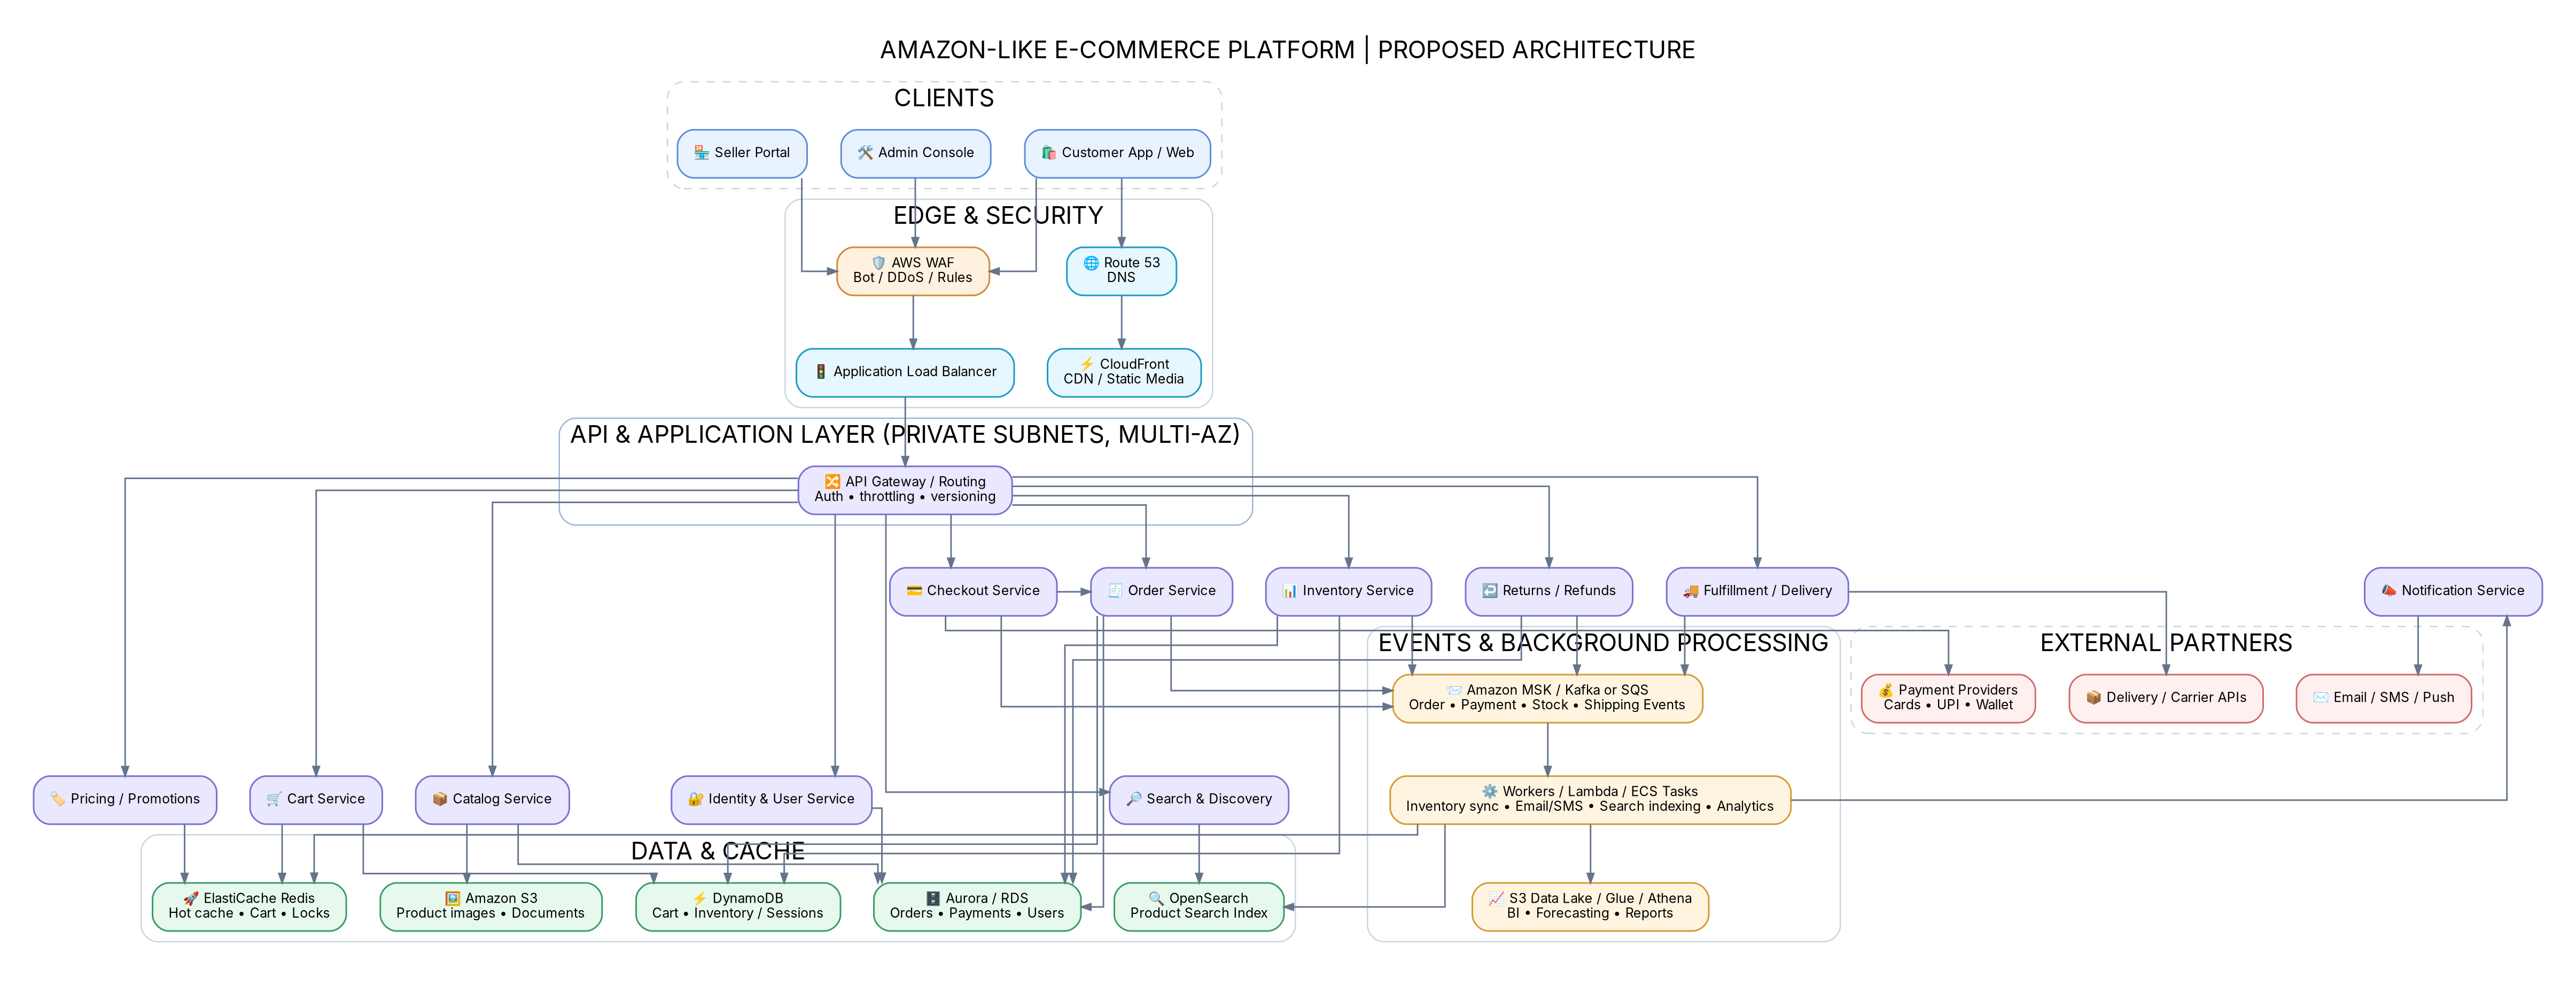 AMAZON-LIKE E-COMMERCE PLATFORM | PROPOSED ARCHITECTURE
CLIENTS
🏪 Seller Portal
🛠️ Admin Console
🛍️ Customer App / Web
EDGE & SECURITY
🛡️ AWS WAF
Bot / DDoS / Rules
🌐 Route 53
DNS
🚦 Application Load Balancer
⚡ CloudFront
CDN / Static Media
API & APPLICATION LAYER (PRIVATE SUBNETS, MULTI-AZ)
🔀 API Gateway / Routing
Auth • throttling • versioning
💳 Checkout Service
🧾 Order Service
📊 Inventory Service
↩️ Returns / Refunds
🚚 Fulfillment / Delivery
📣 Notification Service
EVENTS & BACKGROUND PROCESSING
EXTERNAL PARTNERS
📨 Amazon MSK / Kafka or SQS
Order • Payment • Stock • Shipping Events
💰 Payment Providers
Cards • UPI • Wallet
📦 Delivery / Carrier APIs
✉️ Email / SMS / Push
🏷️ Pricing / Promotions
🛒 Cart Service
📦 Catalog Service
🔐 Identity & User Service
🔎 Search & Discovery
⚙️ Workers / Lambda / ECS Tasks
Inventory sync • Email/SMS • Search indexing • Analytics
DATA & CACHE
🚀 ElastiCache Redis
Hot cache • Cart • Locks
🖼️ Amazon S3
Product images • Documents
⚡ DynamoDB
Cart • Inventory / Sessions
🗄️ Aurora / RDS
Orders • Payments • Users
🔍 OpenSearch
Product Search Index
📈 S3 Data Lake / Glue / Athena
BI • Forecasting • Reports